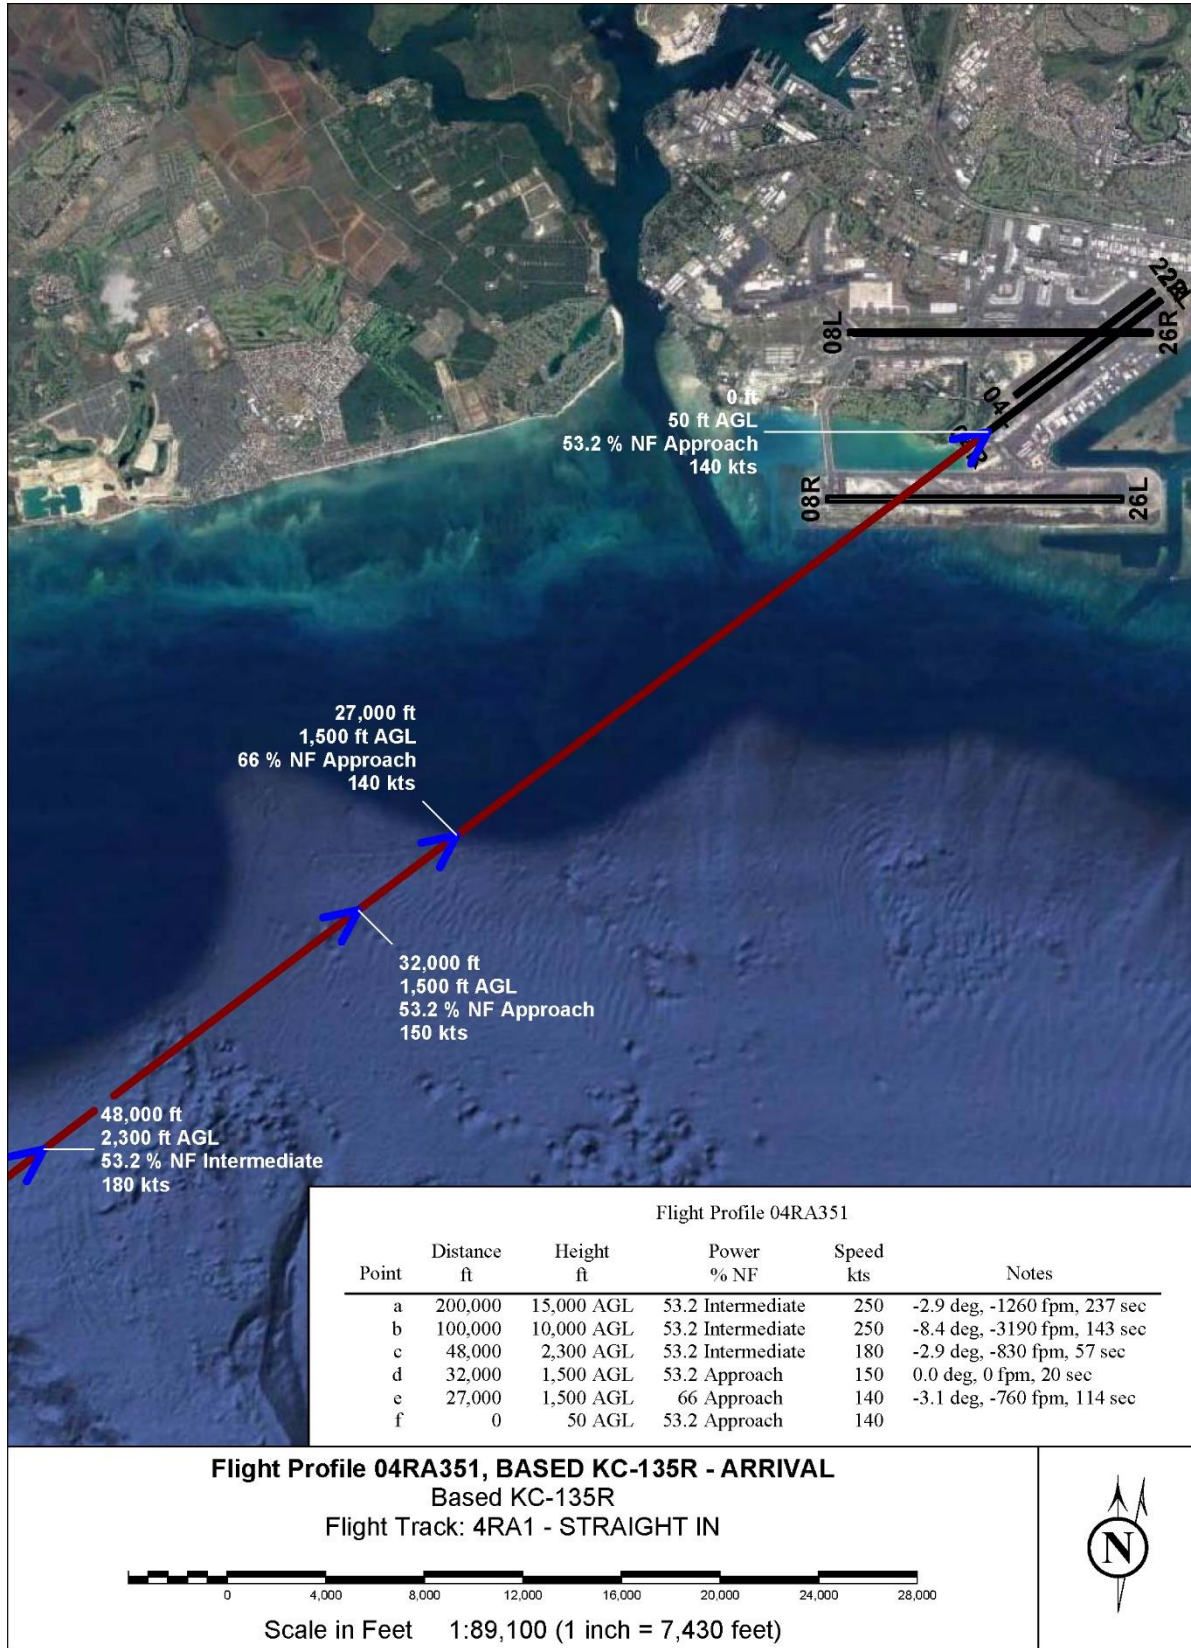 08L
26R
04L
08R
26L
0 ft
50 ft AGL
53.2 % NF Approach
140 kts
27,000 ft
1,500 ft AGL
66 % NF Approach
140 kts
32,000 ft
1,500 ft AGL
53.2 % NF Approach
150 kts
48,000 ft
2,300 ft AGL
53.2 % NF Intermediate
180 kts
Flight Profile 04RA351
Distance Height Power Speed
Point ft ft % NF kts Notes
a 200,000 15,000 AGL 53.2 Intermediate 250 -2.9 deg, -1260 fpm, 237 sec
b 100,000 10,000 AGL 53.2 Intermediate 250 -8.4 deg, -3190 fpm, 143 sec
c 48,000 2,300 AGL 53.2 Intermediate 180 -2.9 deg, -830 fpm, 57 sec
d 32,000 1,500 AGL 53.2 Approach 150 0.0 deg, 0 fpm, 20 sec
e 27,000 1,500 AGL 66 Approach 140 -3.1 deg, -760 fpm, 114 sec
f 0 50 AGL 53.2 Approach 140
Flight Profile 04RA351, BASED KC-135R - ARRIVAL
Based KC-135R
Flight Track: 4RA1 - STRAIGHT IN
0 4,000 8,000 12,000 16,000 20,000 24,000 28,000
Scale in Feet 1:89,100 (1 inch = 7,430 feet)
N